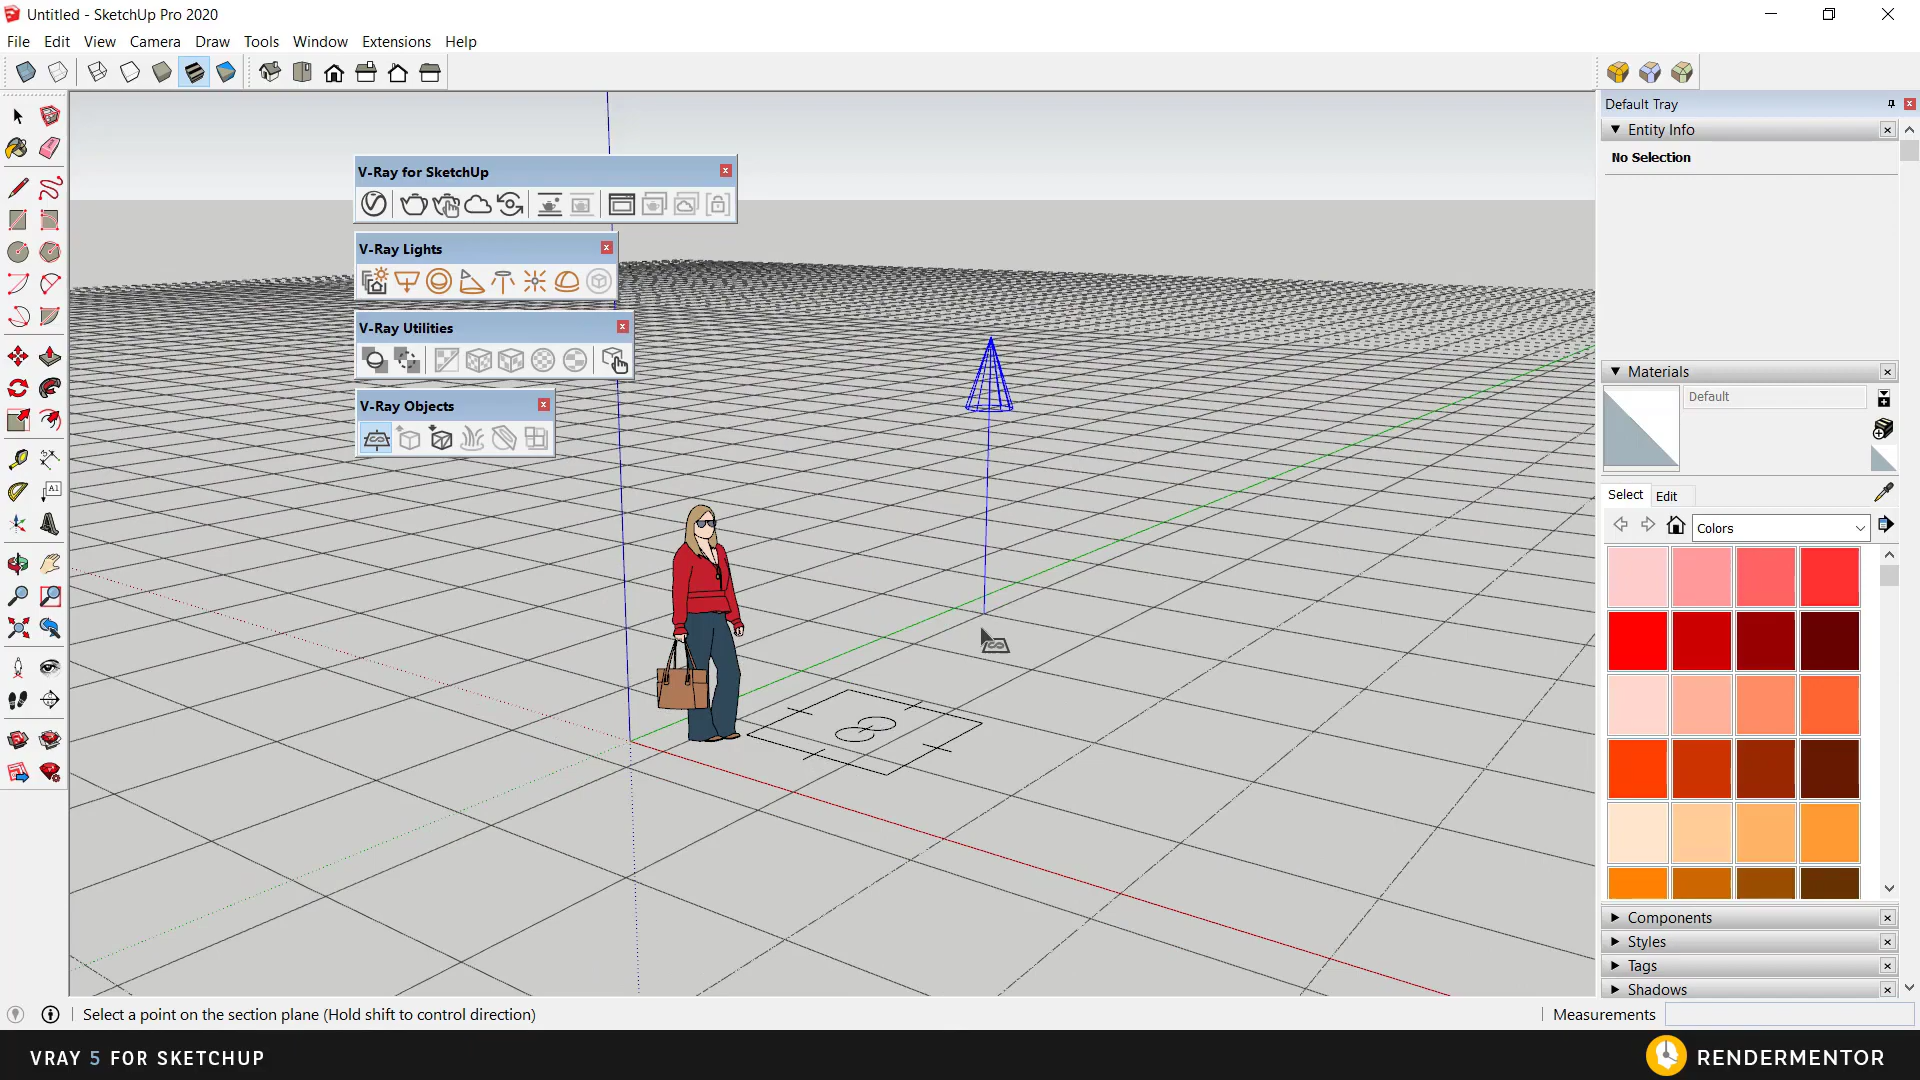 Untitled - SketchUp Pro 2020
File Edit View Camera Draw Tools Window Extensions Help
Default Tray
Entity Info
No Selection
V-Ray for SketchUp
V-Ray Lights
V-Ray Utilities
V-Ray Objects
Materials
Default
Select Edit
Colors
A1
Components
Styles
Tags
Shadows
Select a point on the section plane (Hold shift to control direction)
Measurements
VRAY 5 FOR SKETCHUP
RENDERMENTOR